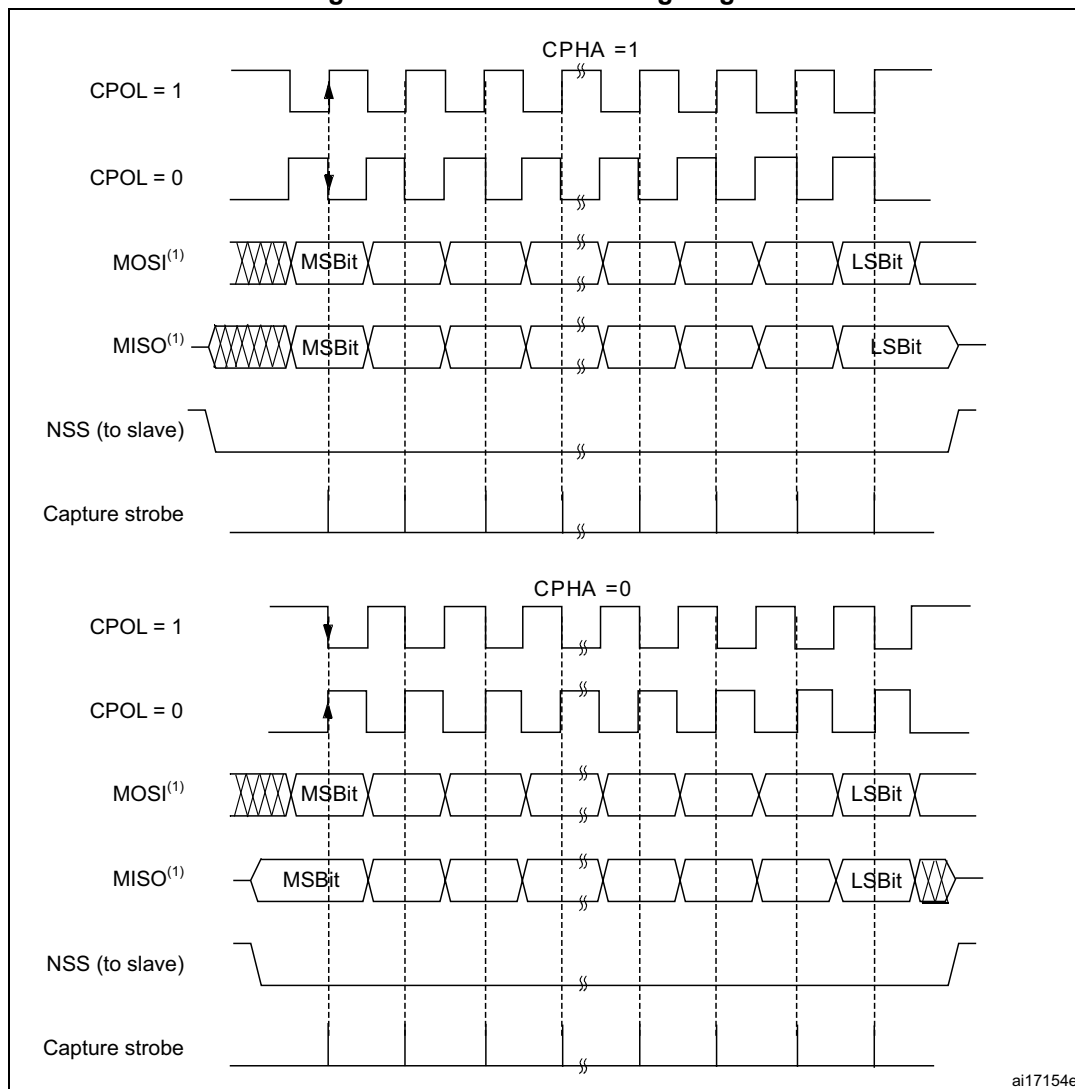 CPHA =1
CPOL = 1
CPOL = 0
MOSI(1)
MSBit
LSBit
MISO(1)
MSBit
LSBit
NSS (to slave)
Capture strobe
CPHA =0
CPOL = 1
CPOL = 0
MOSI(1)
MSBit
LSBit
MISO(1)
MSBit
LSBit
NSS (to slave)
Capture strobe
ai17154e